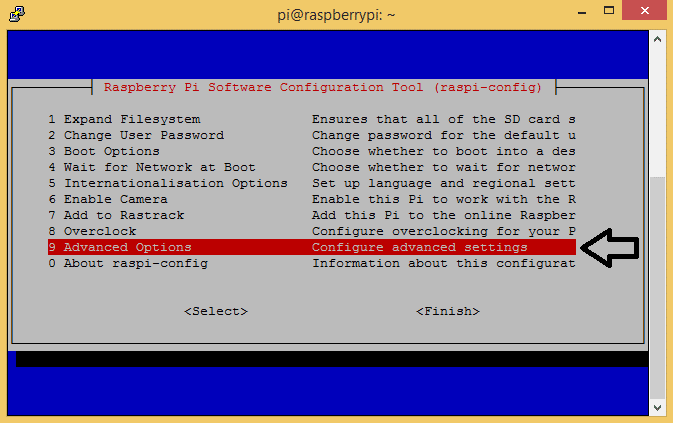 pi@raspberrypi: ~
Raspberry Pi Software Configuration Tool (raspi-config)
1 Expand Filesystem Ensures that all of the SD card s
2 Change User Password Change password for the default u
3 Boot Options Choose whether to boot into a des
4 Wait for Network at Boot Choose whether to wait for networ
5 Internationalisation Options Set up language and regional sett
6 Enable Camera Enable this Pi to work with the R
7 Add to Rastrack Add this Pi to the online Raspber
8 Overclock Configure overclocking for your P
9 Advanced Options Configure advanced settings
0 About raspi-config Information about this configurat
<Select> <Finish>